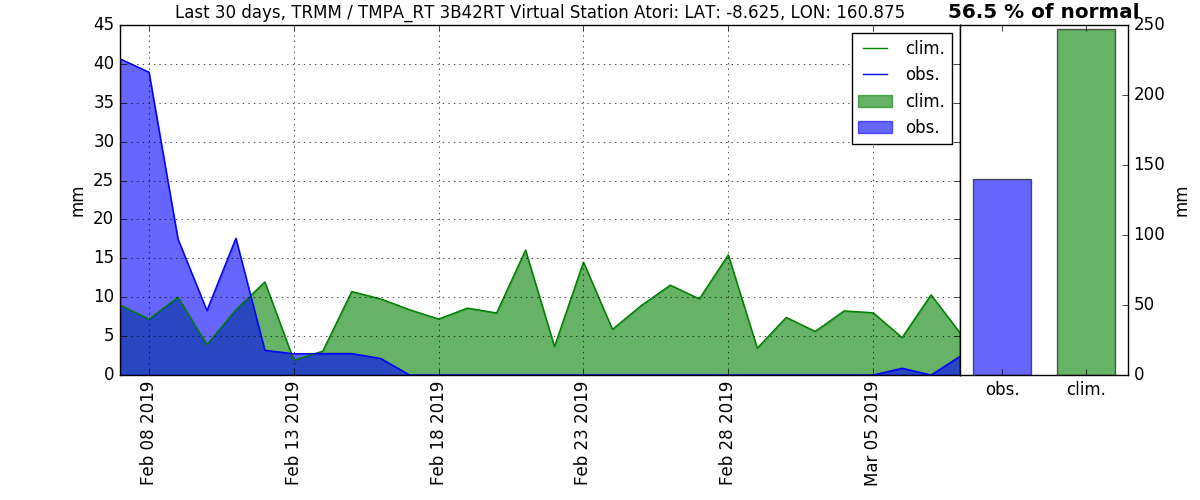 Last 30 days, TRMM / TMPA_RT 3B42RT Virtual Station Atori: LAT: -8.625, LON: 160.875
56.5 % of normal
45
40
35
30
25
20
15
10
5
0
mm
clim.
obs.
clim.
obs.
250
200
150
100
50
0
mm
obs.
clim.
Feb 08 2019
Feb 13 2019
Feb 18 2019
Feb 23 2019
Feb 28 2019
Mar 05 2019